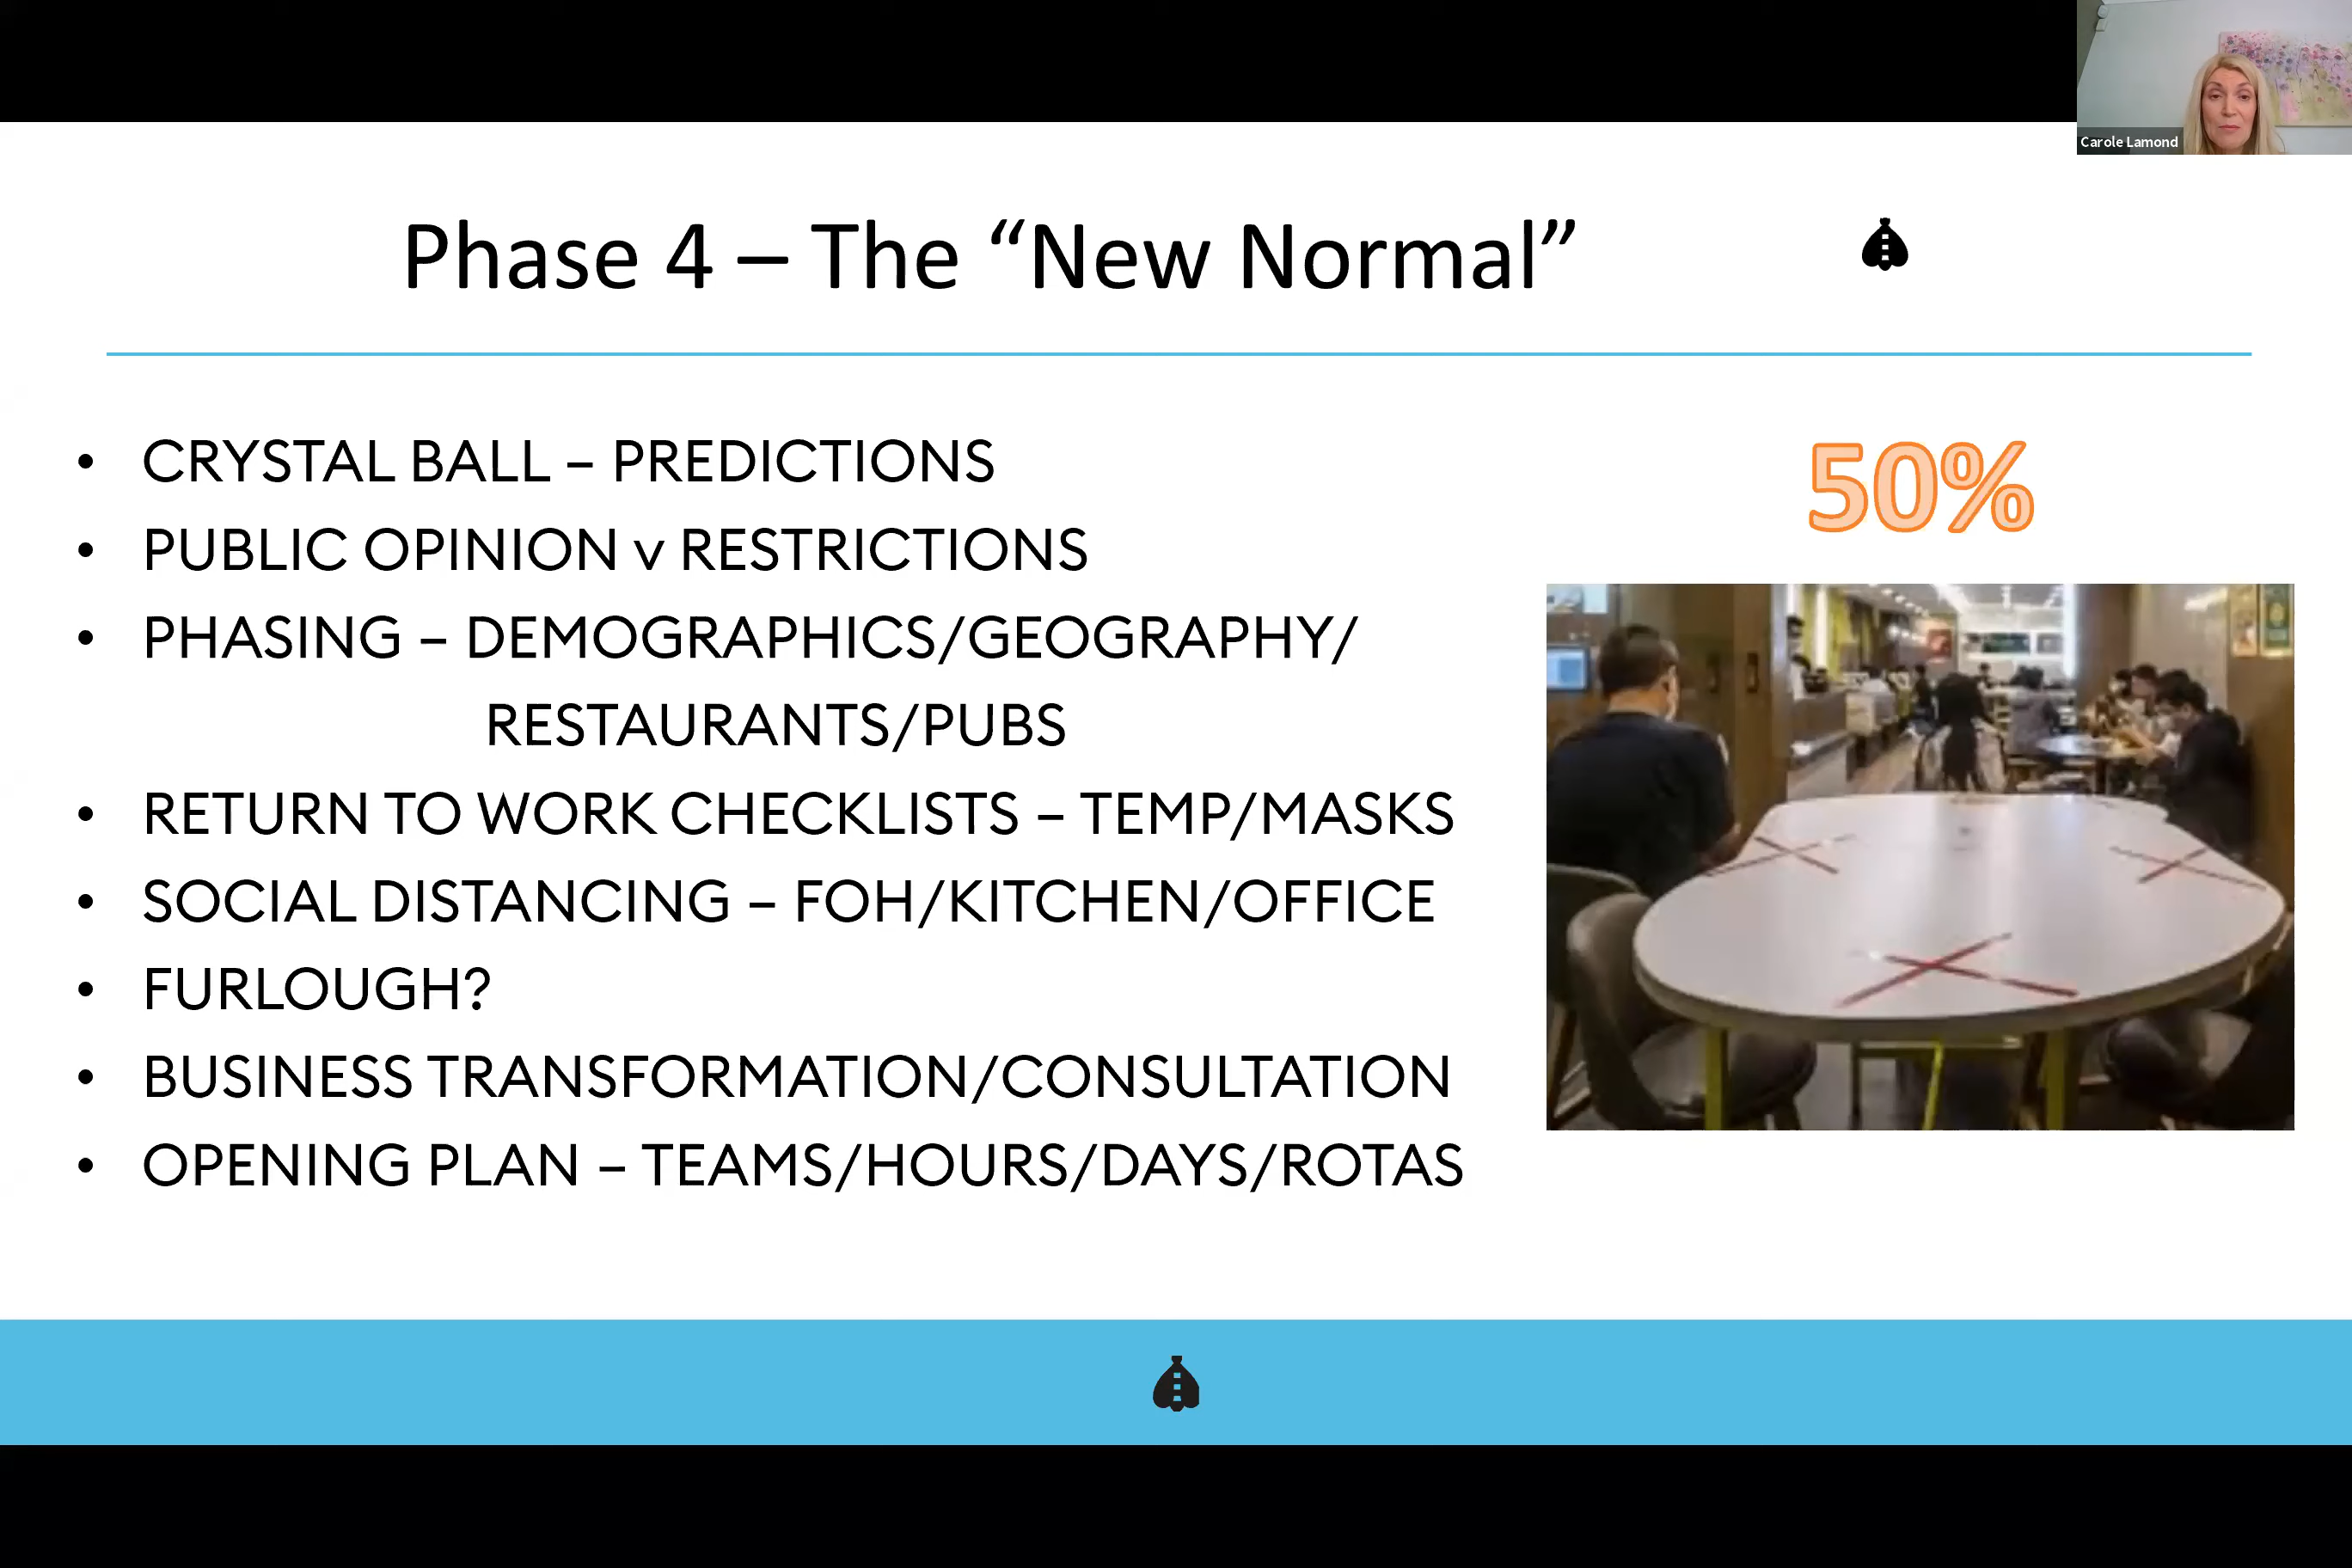 Carole Lamond
Phase 4 – The “New Normal”
• CRYSTAL BALL – PREDICTIONS
• PUBLIC OPINION v RESTRICTIONS
• PHASING – DEMOGRAPHICS/GEOGRAPHY/
RESTAURANTS/PUBS
• RETURN TO WORK CHECKLISTS – TEMP/MASKS
• SOCIAL DISTANCING – FOH/KITCHEN/OFFICE
• FURLOUGH?
• BUSINESS TRANSFORMATION/CONSULTATION
• OPENING PLAN – TEAMS/HOURS/DAYS/ROTAS
50%